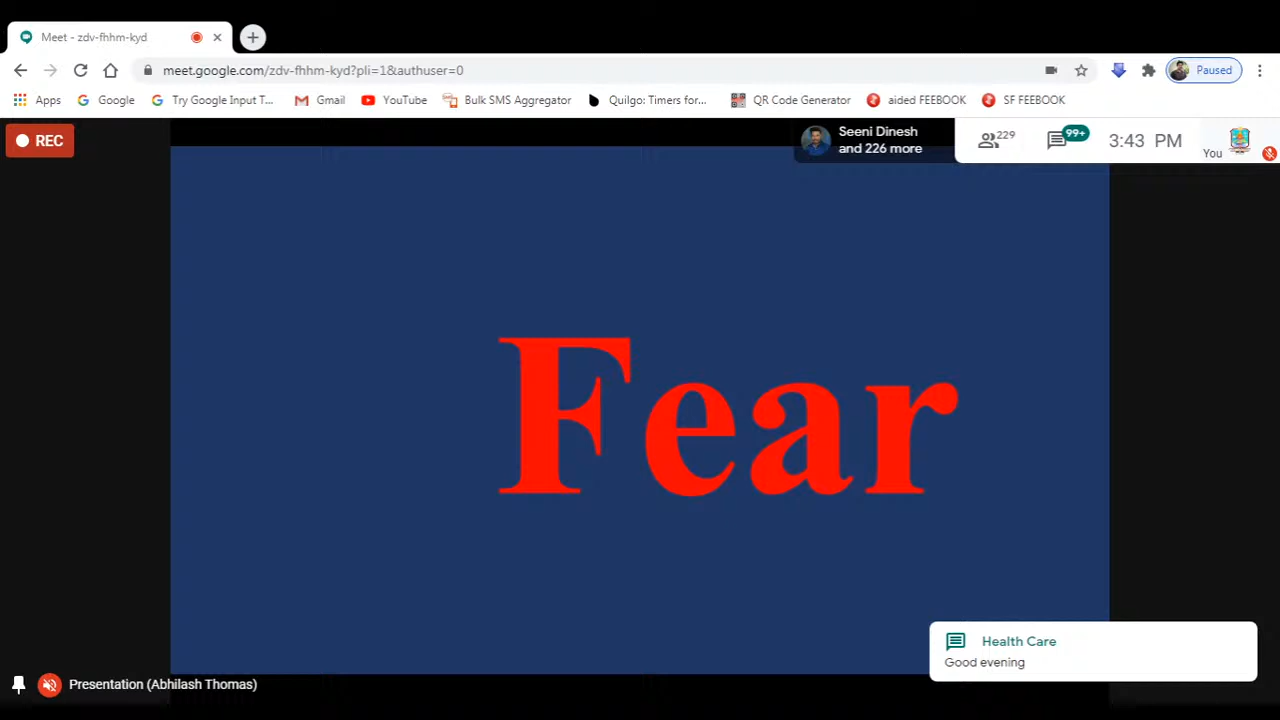 Meet - zdv-fhhm-kyd
meet.google.com/zdv-fhhm-kyd?pli=1&authuser=0
Paused
Apps
Google
Try Google Input T...
Gmail
YouTube
Bulk SMS Aggregator
Quilgo: Timers for...
QR Code Generator
aided FEEBOOK
SF FEEBOOK
REC
Seeni Dinesh
and 226 more
229
99+
3:43 PM
You
Fear
Health Care
Good evening
Presentation (Abhilash Thomas)